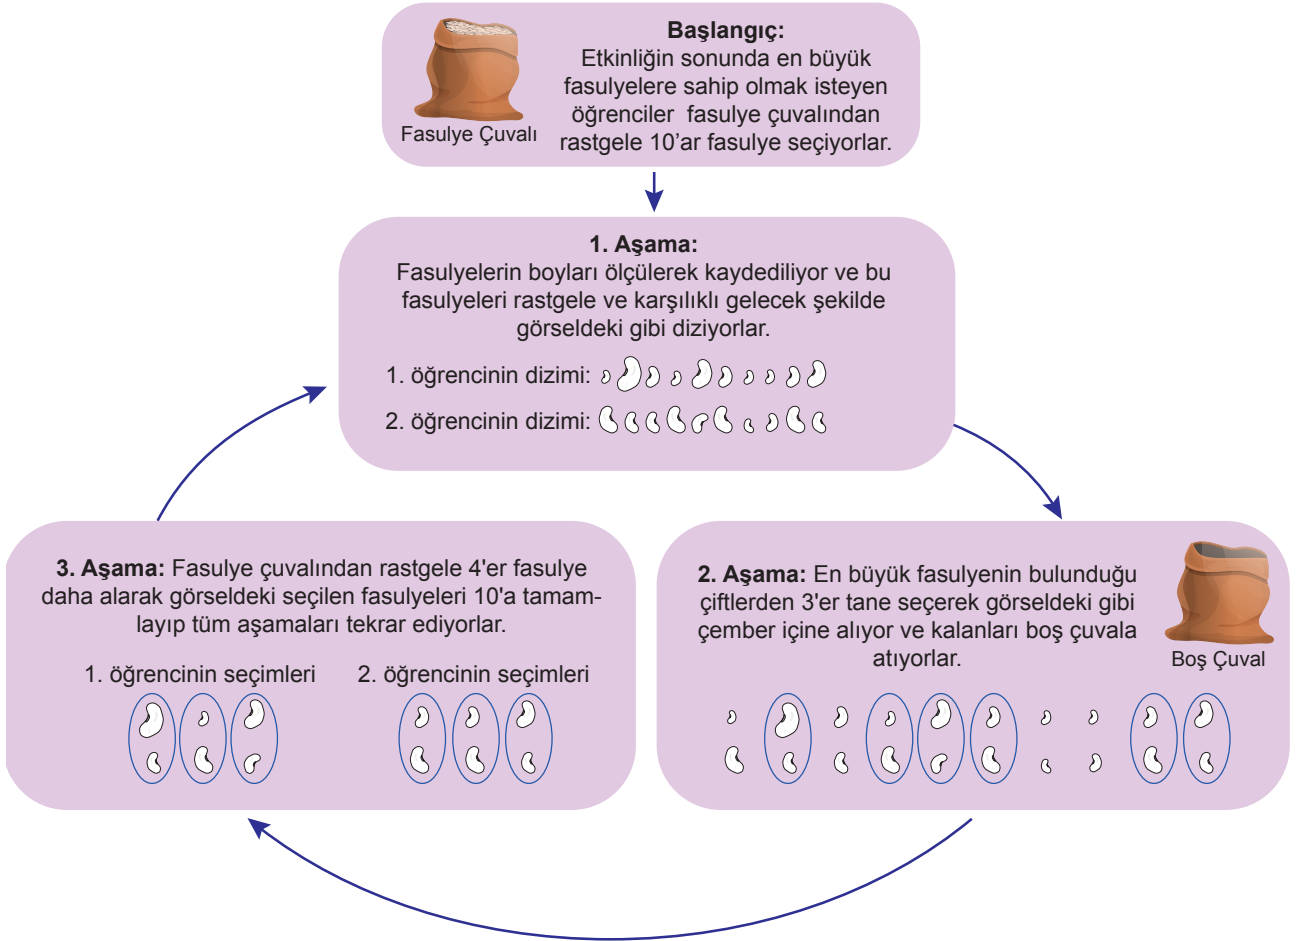 Başlangıç:
Etkinliğin sonunda en büyük
fasulyelere sahip olmak isteyen
öğrenciler fasulye çuvalından
rastgele 10'ar fasulye seçiyorlar.
Fasulye Çuvalı
1. Aşama:
Fasulyelerin boyları ölçülerek kaydediliyor ve bu
fasulyeleri rastgele ve karşılıklı gelecek şekilde
görseldeki gibi diziyorlar.
1. öğrencinin dizimi:
2. öğrencinin dizimi:
2. Aşama: En büyük fasulyenin bulunduğu
çiftlerden 3'er tane seçerek görseldeki gibi
çember içine alıyor ve kalanları boş çuvala
atıyorlar.
Boş Çuval
3. Aşama: Fasulye çuvalından rastgele 4'er fasulye
daha alarak görseldeki seçilen fasulyeleri 10'a tamam-
layıp tüm aşamaları tekrar ediyorlar.
1. öğrencinin seçimleri
2. öğrencinin seçimleri